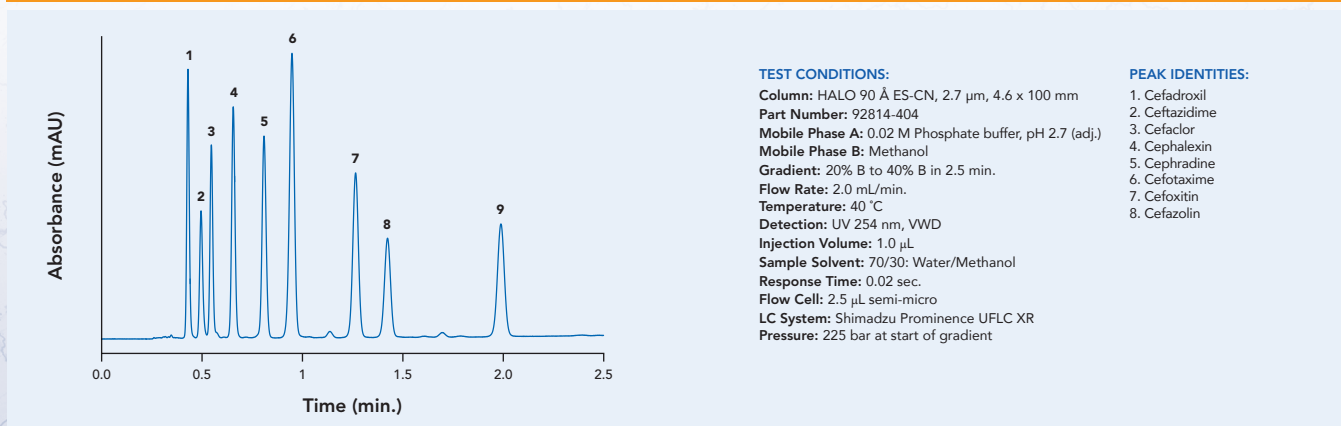 Absorbance (mAU)
1
2
3
4
5
6
7
8
9
0.0
0.5
1
1.5
2.0
2.5
Time (min.)
TEST CONDITIONS:
Column: HALO 90 Å ES-CN, 2.7 µm, 4.6 x 100 mm
Part Number: 92814-404
Mobile Phase A: 0.02 M Phosphate buffer, pH 2.7 (adj.)
Mobile Phase B: Methanol
Gradient: 20% B to 40% B in 2.5 min.
Flow Rate: 2.0 mL/min.
Temperature: 40 ˚C
Detection: UV 254 nm, VWD
Injection Volume: 1.0 µL
Sample Solvent: 70/30: Water/Methanol
Response Time: 0.02 sec.
Flow Cell: 2.5 µL semi-micro
LC System: Shimadzu Prominence UFLC XR
Pressure: 225 bar at start of gradient
PEAK IDENTITIES:
1. Cefadroxil
2. Ceftazidime
3. Cefaclor
4. Cephalexin
5. Cephradine
6. Cefotaxime
7. Cefoxitin
8. Cefazolin